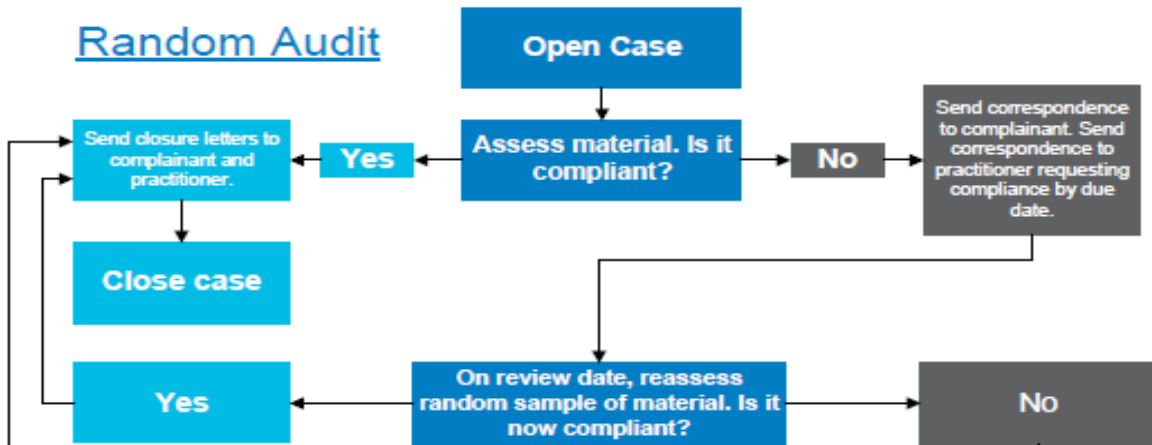 Random Audit
Open Case
Send closure letters to
complainant and
practitioner.
Yes
Assess material. Is it
compliant?
No
Send correspondence
to complainant. Send
correspondence to
practitioner requesting
compliance by due
date.
Close case
Yes
On review date, reassess
random sample of material. Is it
now compliant?
No